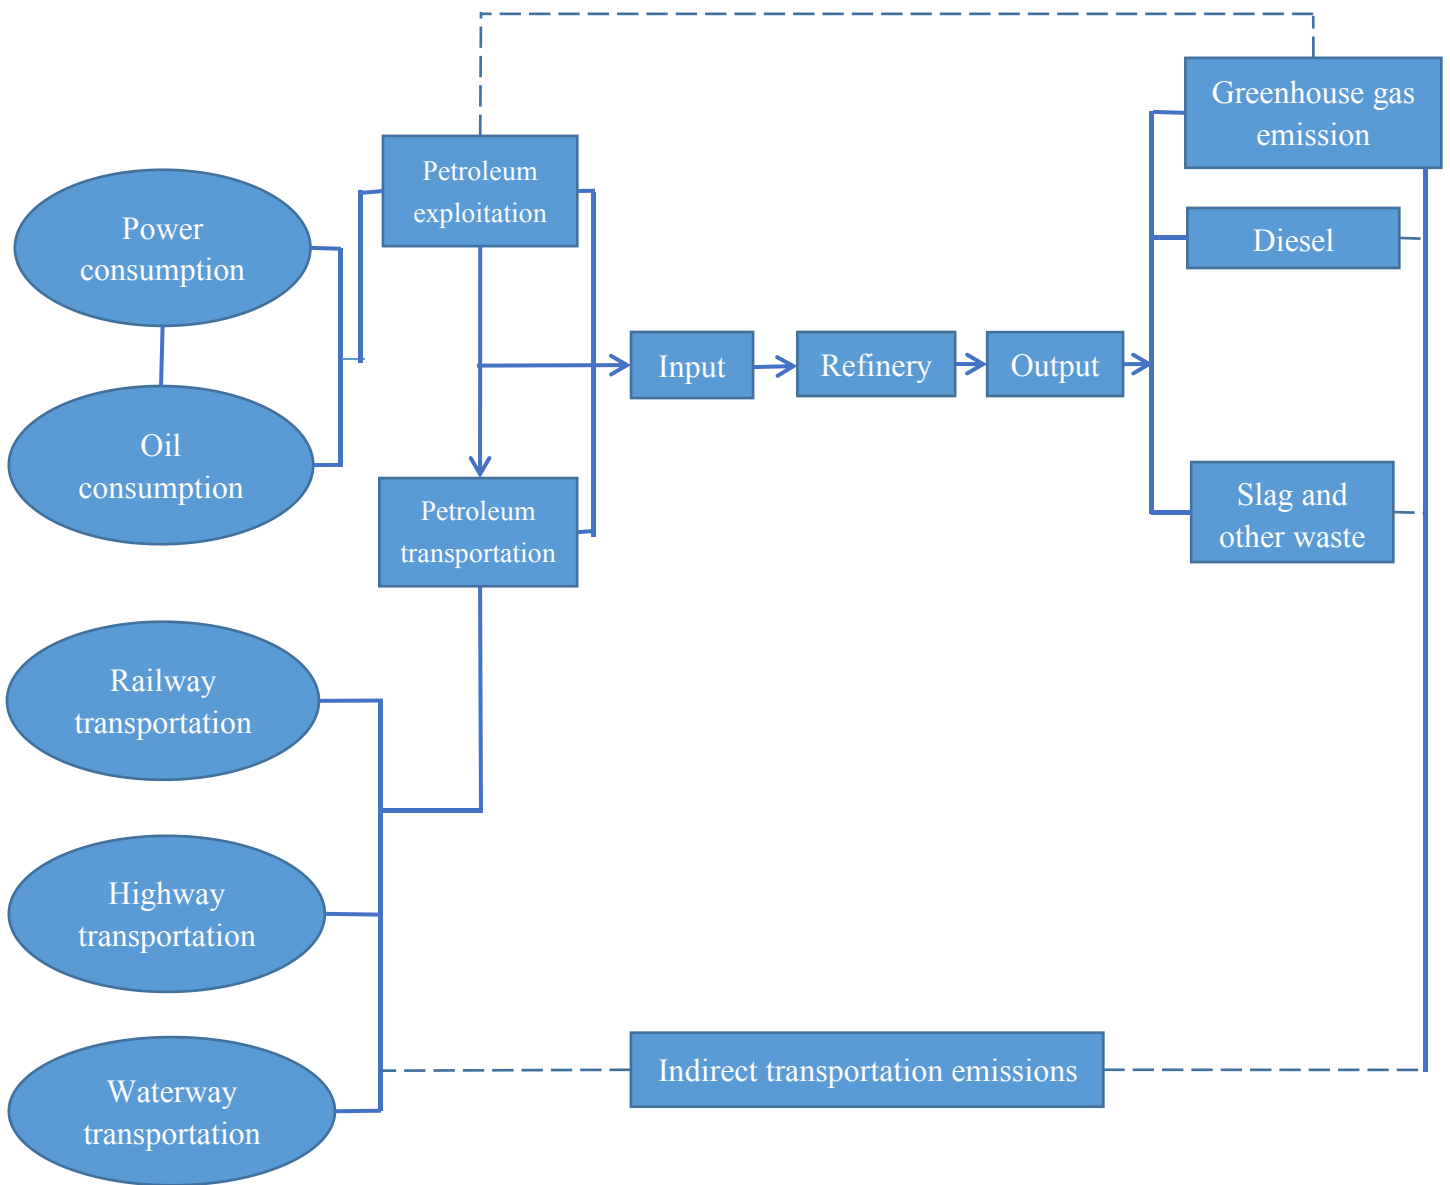 Greenhouse gas
emission
Petroleum
exploitation
Power
consumption
Diesel
Input
Refinery
Output
Oil
consumption
Petroleum
transportation
Slag and
other waste
Railway
transportation
Highway
transportation
Indirect transportation emissions
Waterway
transportation